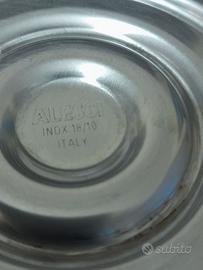 ALESSI
INOX 18/10
ITALY
subito